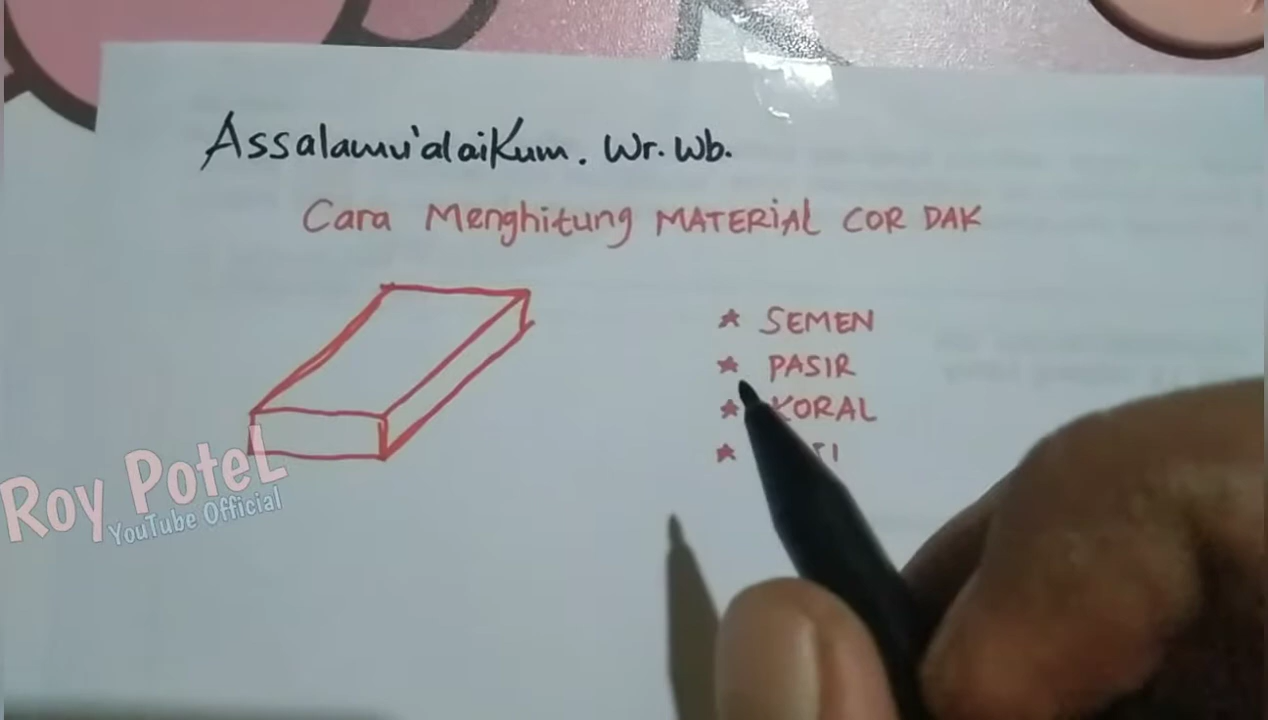 Assalamu'alaikum. Wr. Wb.
Cara Menghitung MATERIAL COR DAK
★ SEMEN
★ PASIR
★ KORAL
★
Roy PoteL
YouTube Official